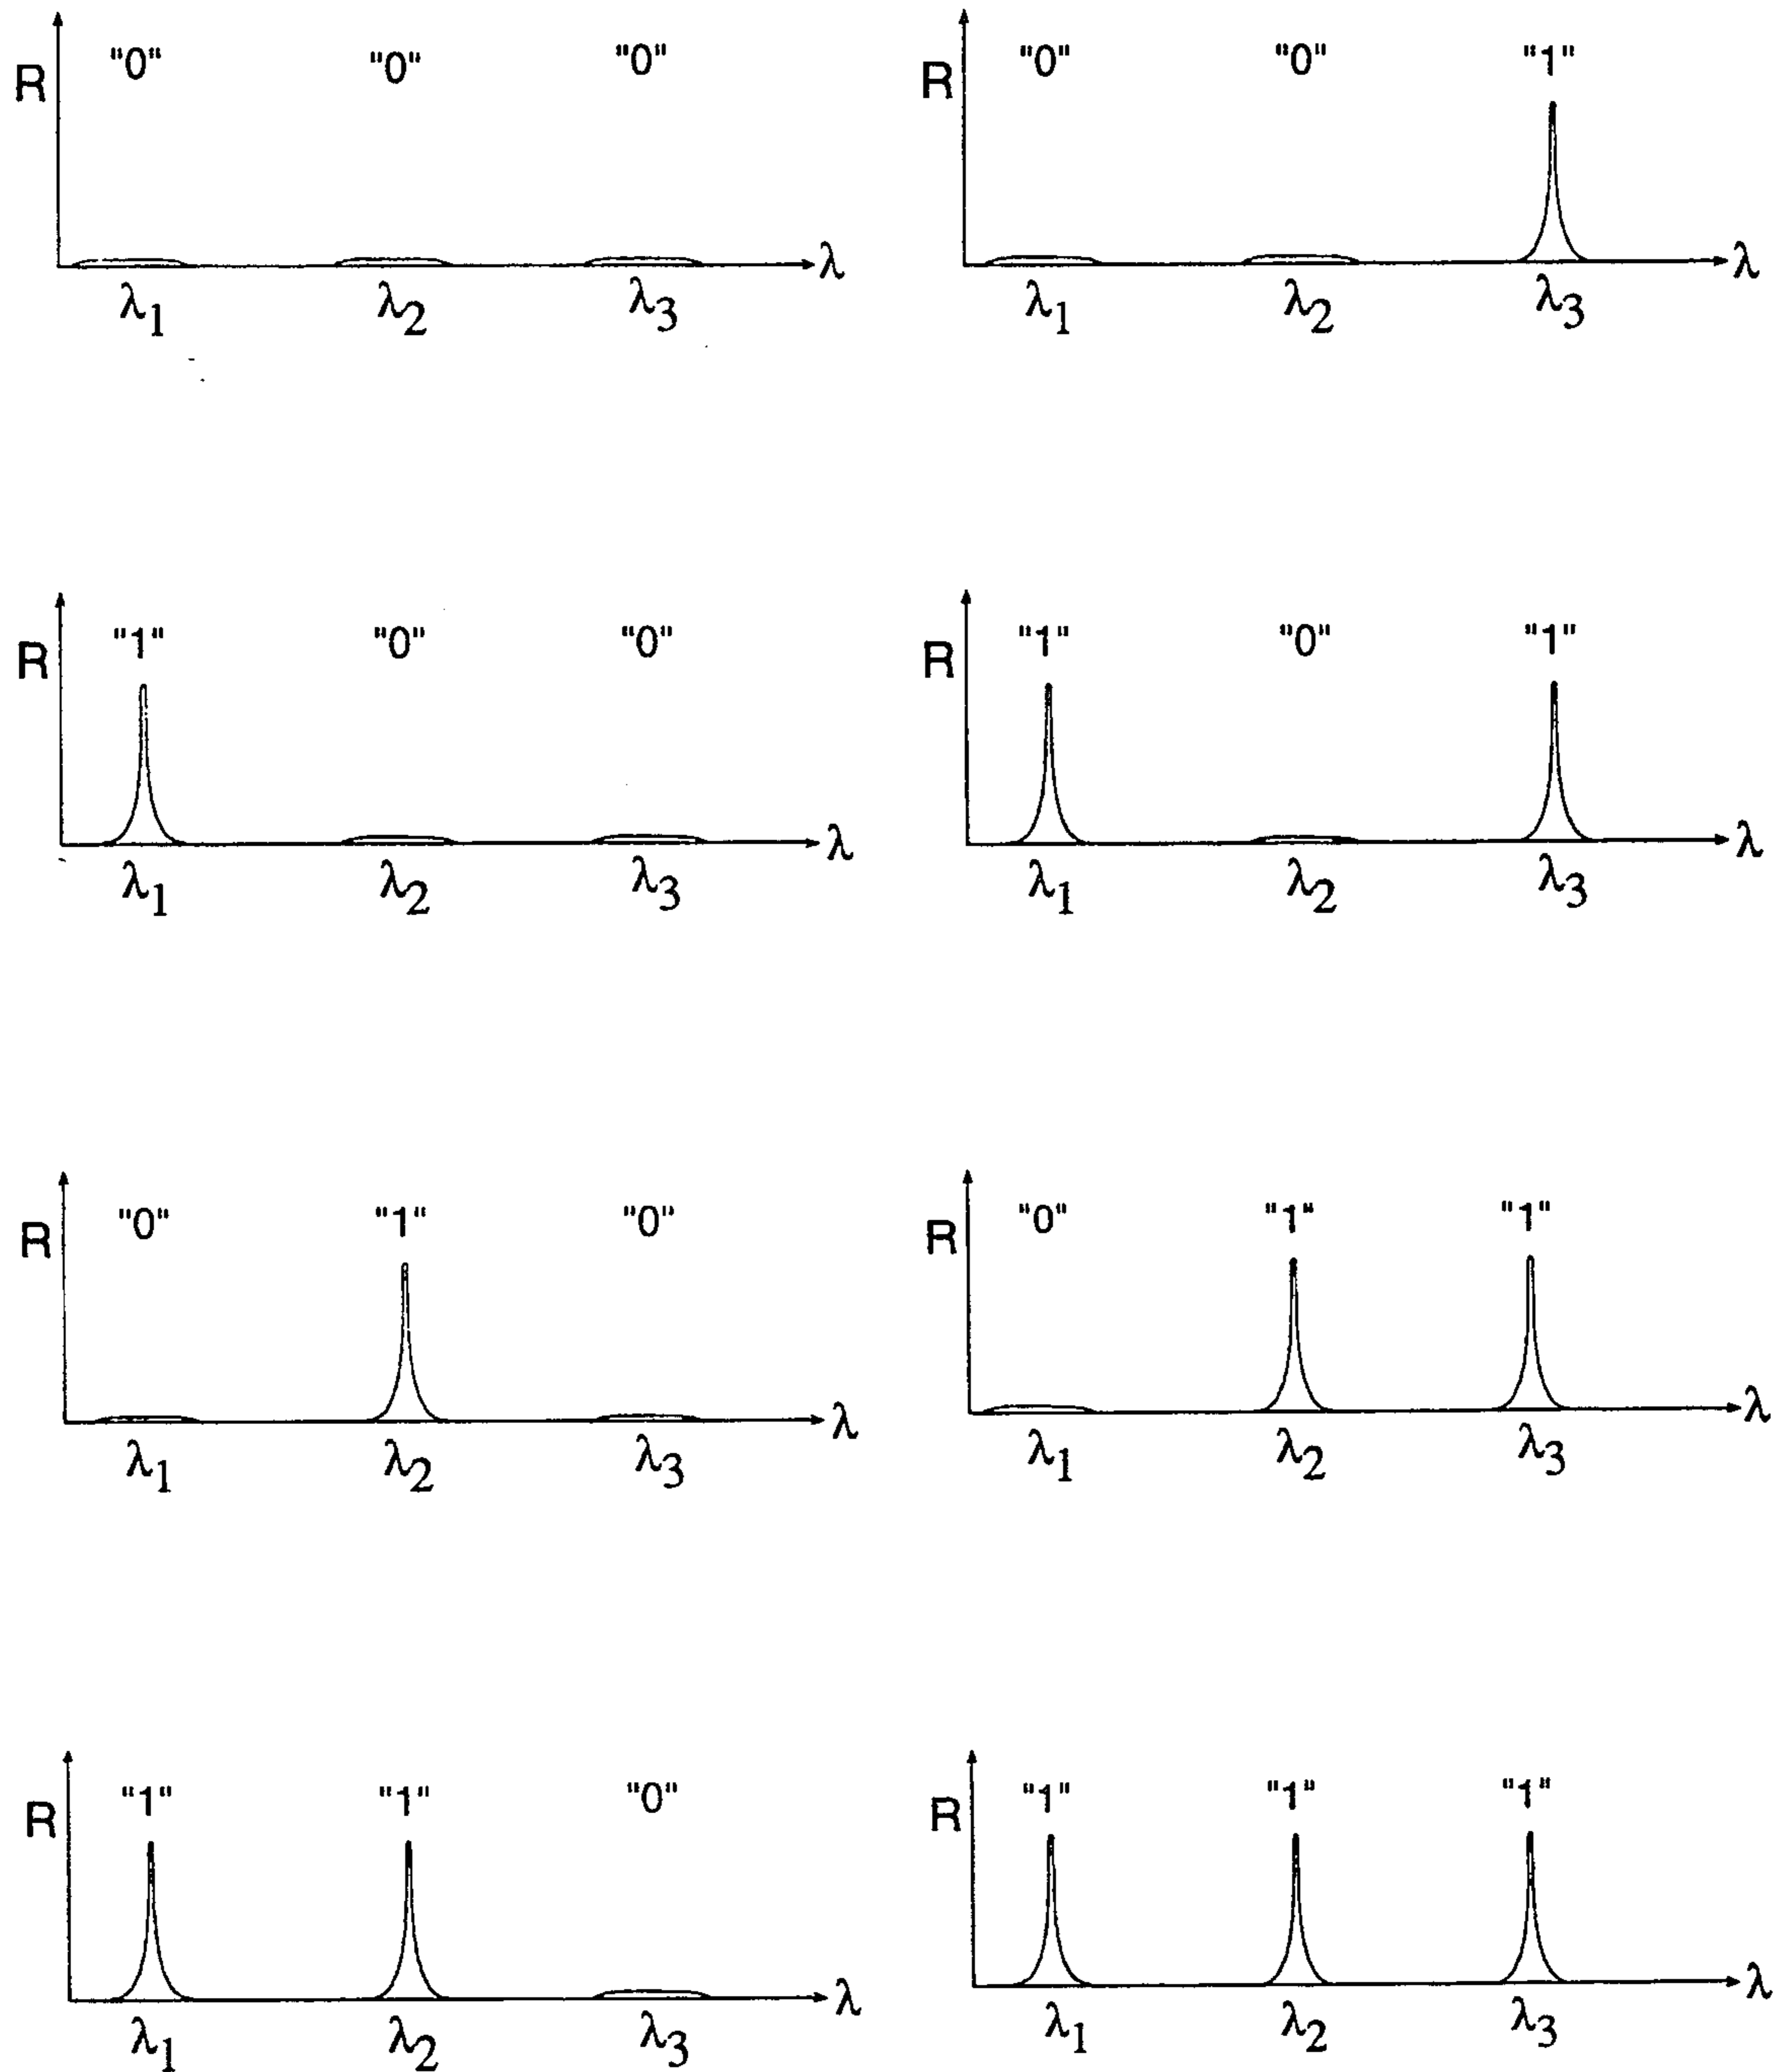 "0" "0" "0"
R
λ
λ1 λ2 λ3
"0" "0" "1"
R
λ
λ1 λ2 λ3
"1" "0" "0"
R
λ
λ1 λ2 λ3
"1" "0" "1"
R
λ
λ1 λ2 λ3
"0" "1" "0"
R
λ
λ1 λ2 λ3
"0" "1" "1"
R
λ
λ1 λ2 λ3
"1" "1" "0"
R
λ
λ1 λ2 λ3
"1" "1" "1"
R
λ
λ1 λ2 λ3